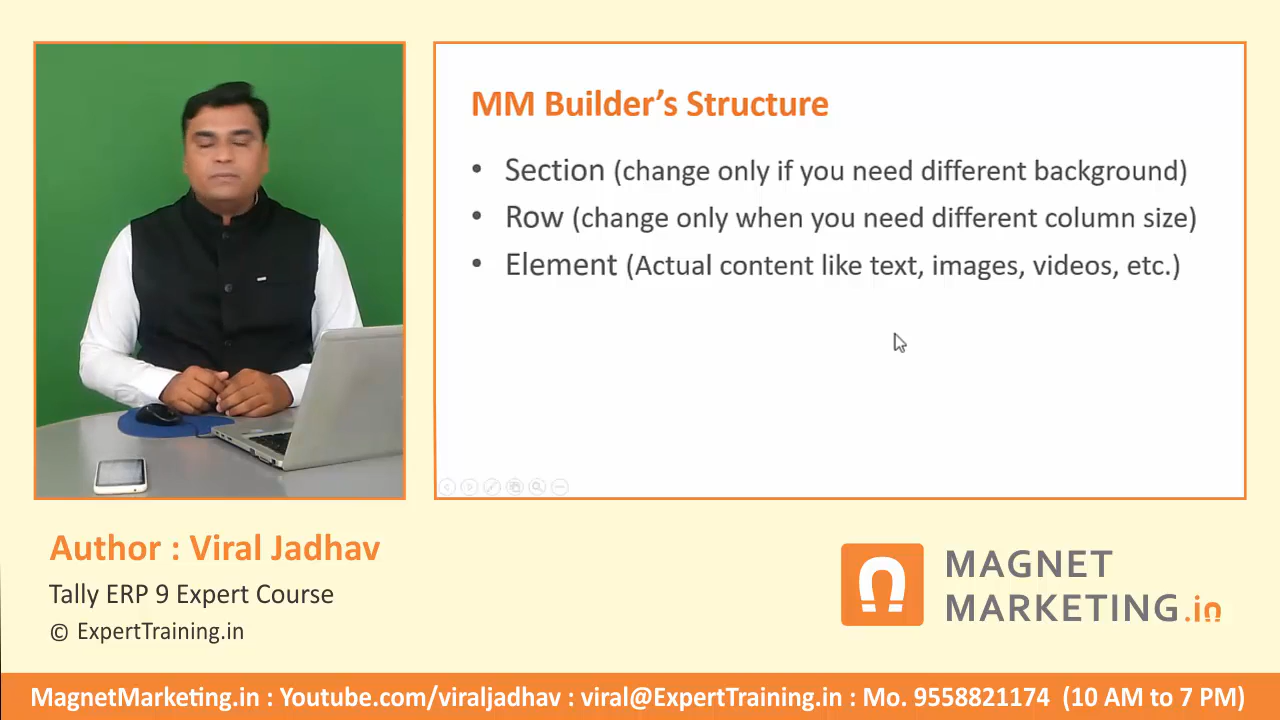 MM Builder's Structure
• Section (change only if you need different background)
• Row (change only when you need different column size)
• Element (Actual content like text, images, videos, etc.)
Author : Viral Jadhav
Tally ERP 9 Expert Course
© ExpertTraining.in
MAGNET
MARKETING.in
MagnetMarketing.in : Youtube.com/viraljadhav : viral@ExpertTraining.in : Mo. 9558821174 (10 AM to 7 PM)